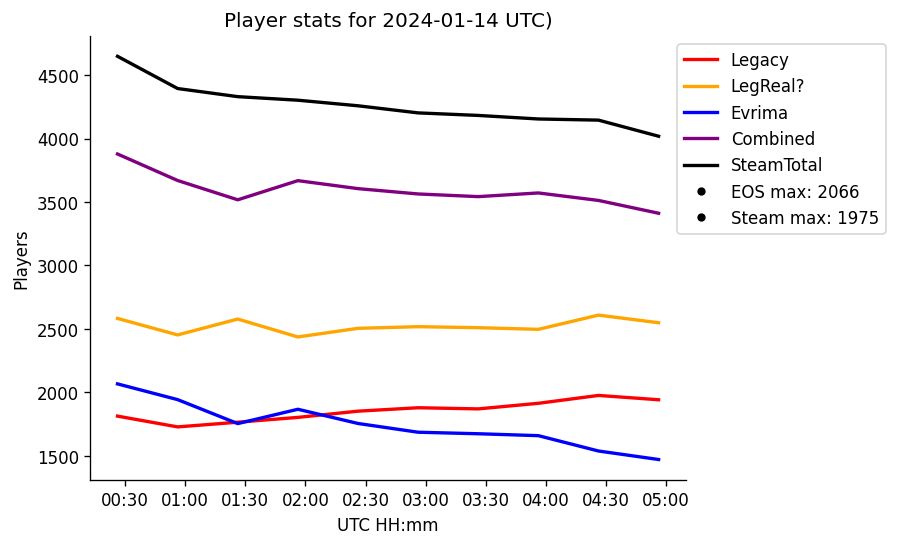 Player stats for 2024-01-14 UTC)
Legacy
LegReal?
Evrima
Combined
SteamTotal
EOS max: 2066
Steam max: 1975
Players
4500
4000
3500
3000
2500
2000
1500
00:30 01:00 01:30 02:00 02:30 03:00 03:30 04:00 04:30 05:00
UTC HH:mm